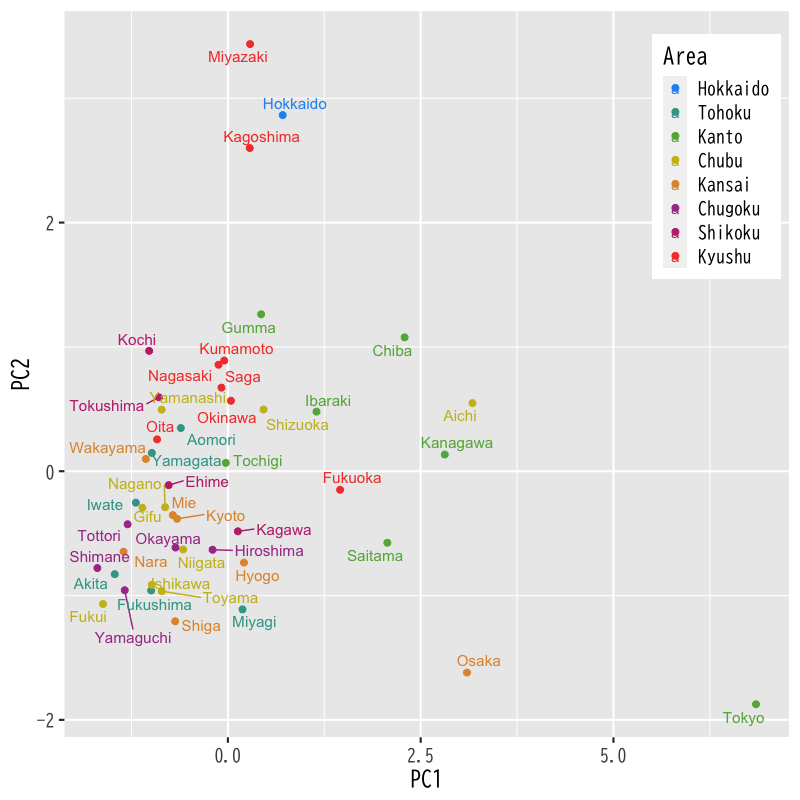 Miyazaki
Area
Hokkaido
Tohoku
Kanto
Chubu
Kansai
Chugoku
Shikoku
Kyushu
Hokkaido
Kagoshima
2
Gumma
Chiba
Kochi
Kumamoto
Nagasaki
Saga
Yamanashi
Tokushima
Ibaraki
Aichi
Okinawa
Shizuoka
Oita
Aomori
Kanagawa
Wakayama
Yamagata
Tochigi
0
Fukuoka
Nagano
Ehime
Iwate
Mie
Gifu
Kyoto
Kagawa
Tottori
Okayama
Hiroshima
Shimane
Nara
Niigata
Saitama
Hyogo
Akita
Ishikawa
Toyama
Fukushima
Fukui
Miyagi
Shiga
Yamaguchi
Osaka
Tokyo
−2
PC2
0.0
2.5
5.0
PC1